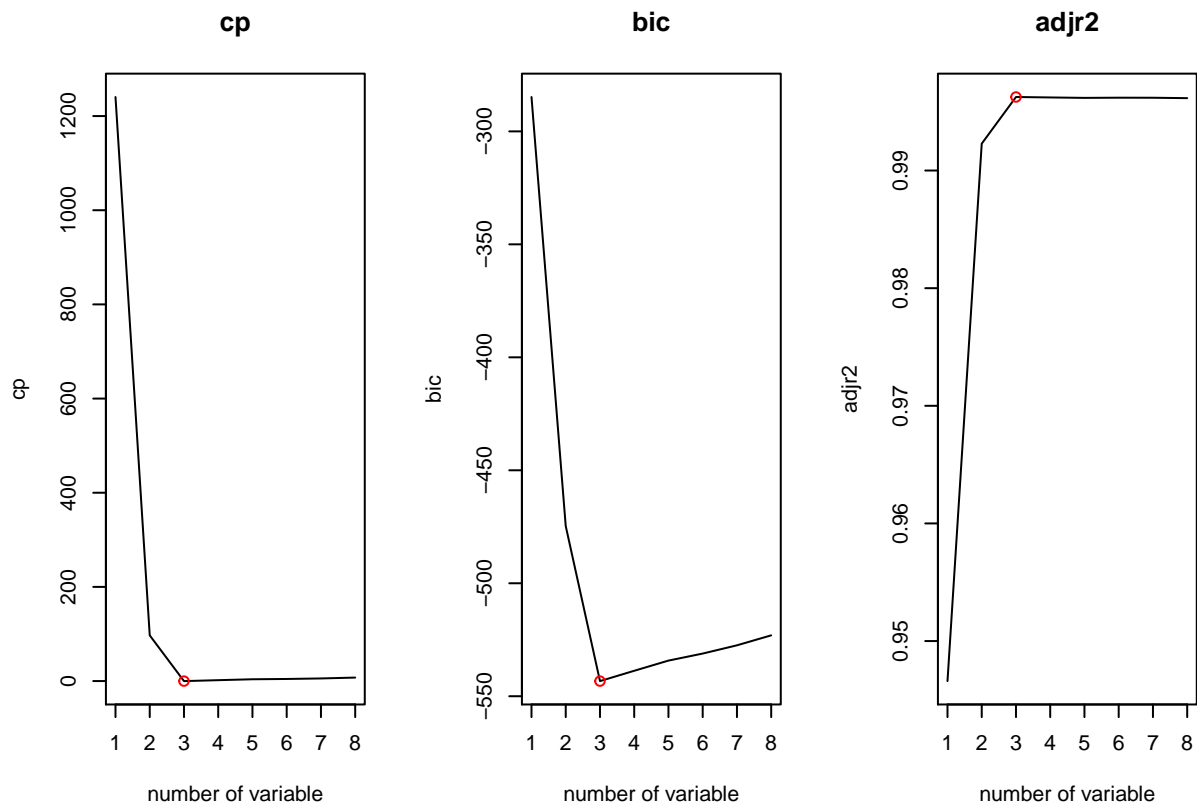 cp
cp
0 200 400 600 800 1000 1200
1 2 3 4 5 6 7 8
number of variable
bic
bic
−550 −500 −450 −400 −350 −300
1 2 3 4 5 6 7 8
number of variable
adjr2
adjr2
0.95 0.96 0.97 0.98 0.99
1 2 3 4 5 6 7 8
number of variable